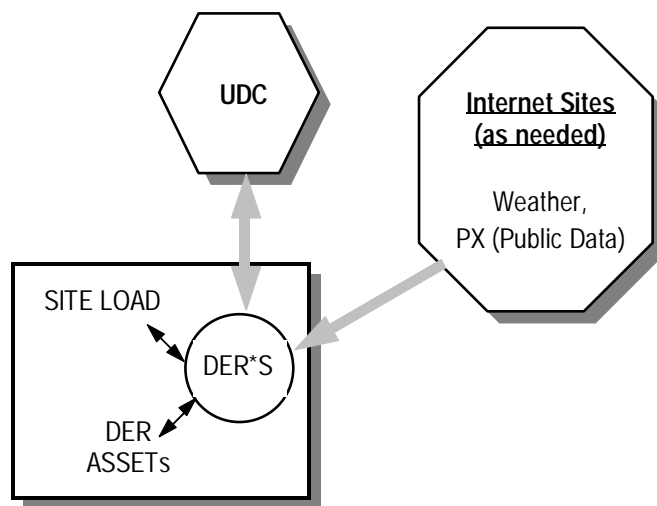 UDC
Internet Sites
(as needed)
Weather,
PX (Public Data)
SITE LOAD
DER*S
DER
ASSETs